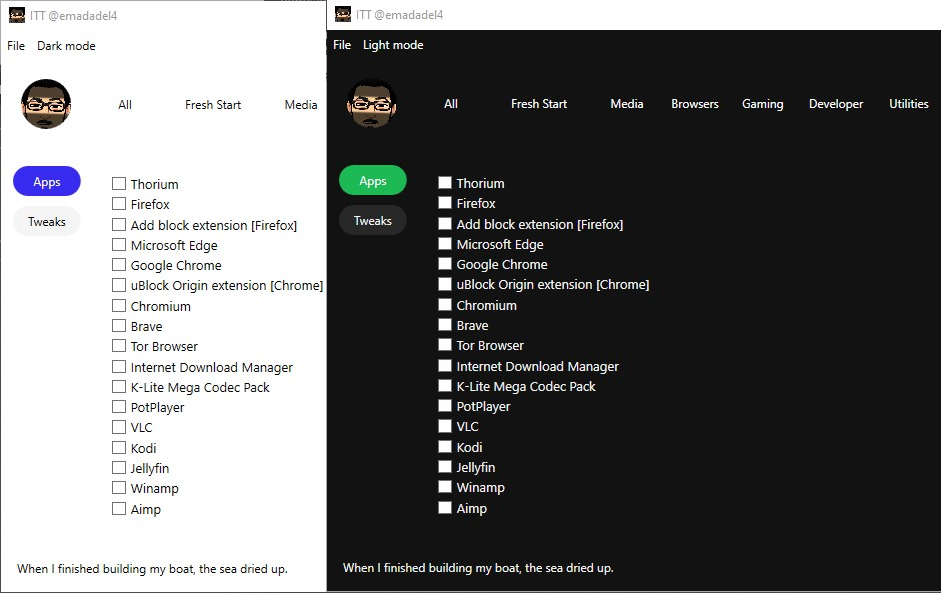 ITT @emadadel4
File Dark mode
All Fresh Start Media
Apps
Tweaks
Thorium
Firefox
Add block extension [Firefox]
Microsoft Edge
Google Chrome
uBlock Origin extension [Chrome]
Chromium
Brave
Tor Browser
Internet Download Manager
K-Lite Mega Codec Pack
PotPlayer
VLC
Kodi
Jellyfin
Winamp
Aimp
When I finished building my boat, the sea dried up.
ITT @emadadel4
File Light mode
All Fresh Start Media Browsers Gaming Developer Utilities
Apps
Tweaks
Thorium
Firefox
Add block extension [Firefox]
Microsoft Edge
Google Chrome
uBlock Origin extension [Chrome]
Chromium
Brave
Tor Browser
Internet Download Manager
K-Lite Mega Codec Pack
PotPlayer
VLC
Kodi
Jellyfin
Winamp
Aimp
When I finished building my boat, the sea dried up.